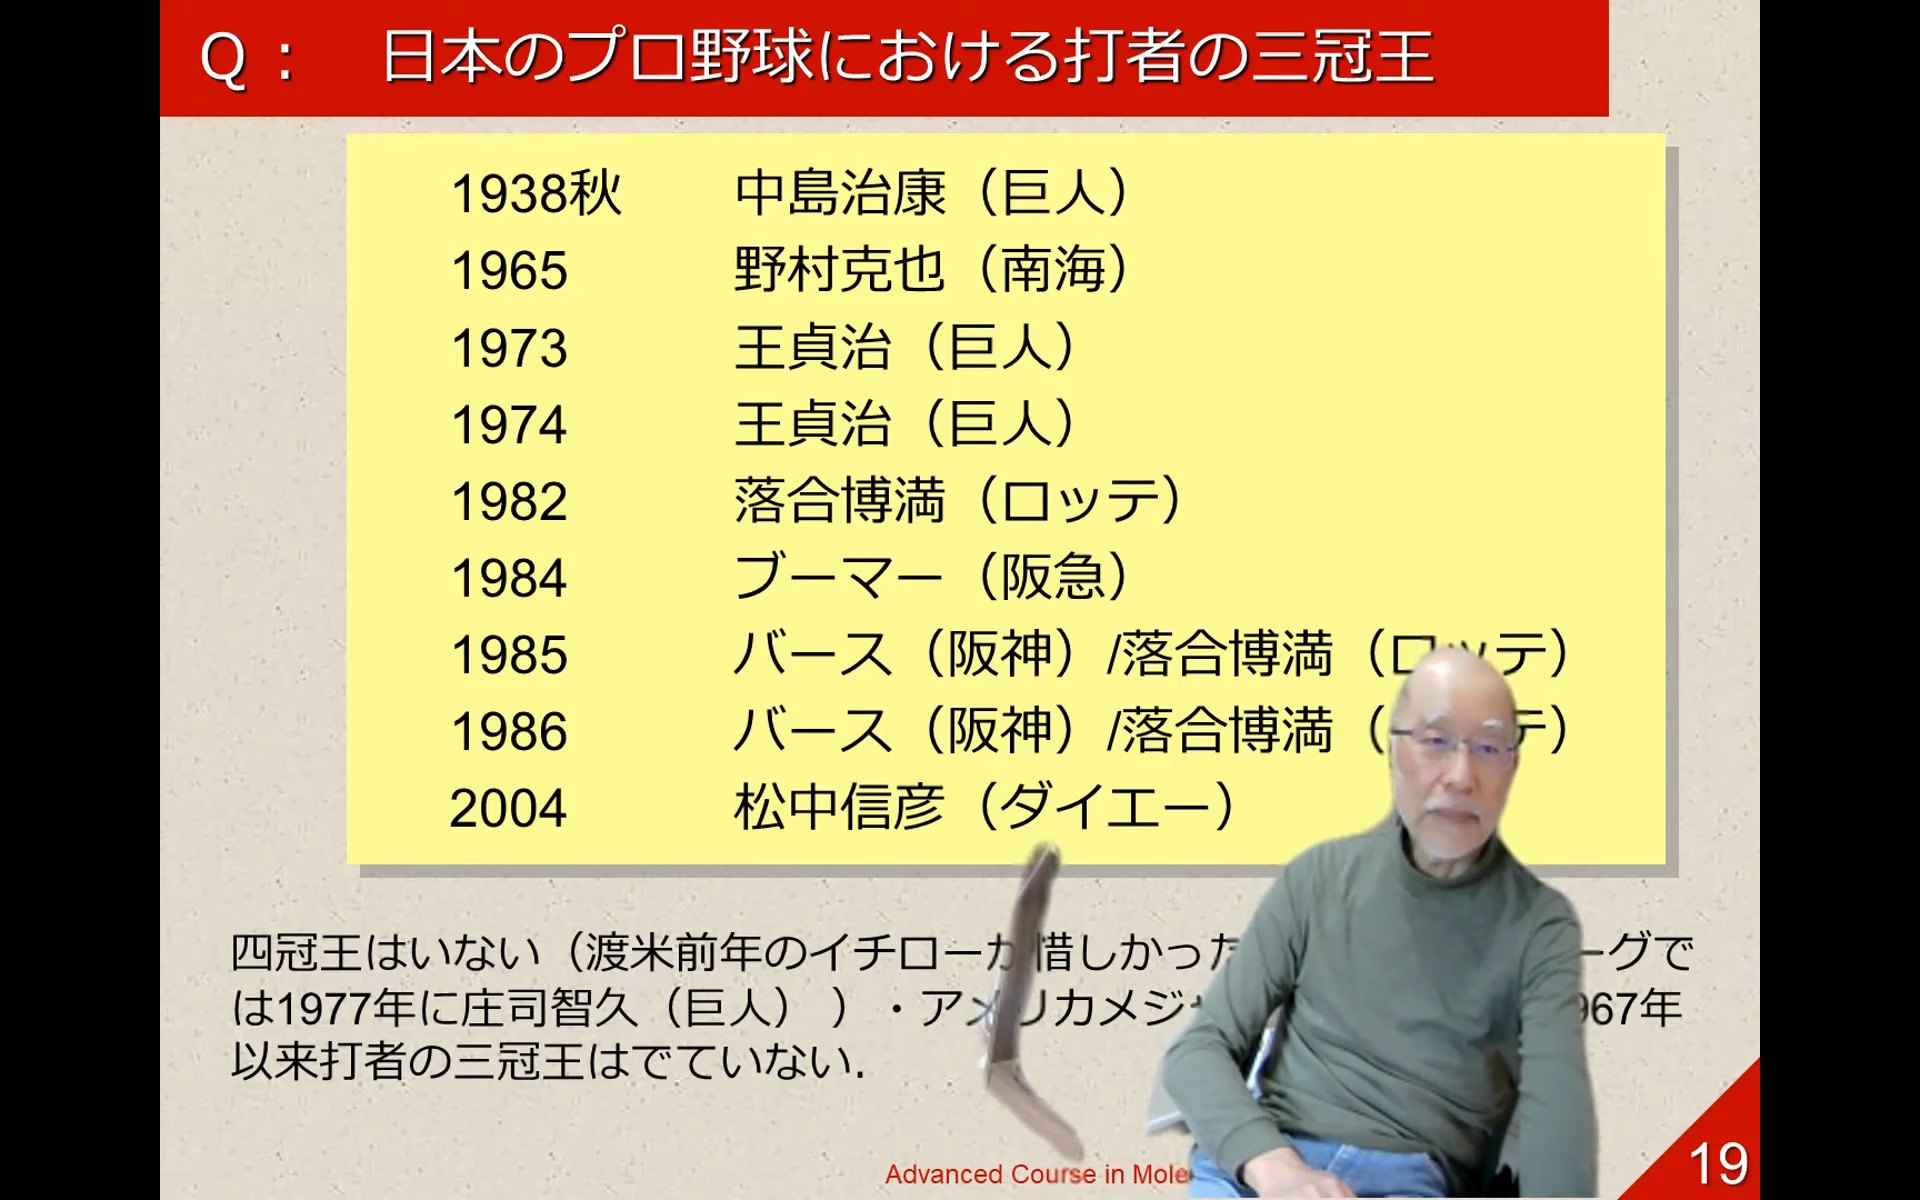 Q： 日本のプロ野球における打者の三冠王
1938秋 中島治康（巨人）
1965 野村克也（南海）
1973 王貞治（巨人）
1974 王貞治（巨人）
1982 落合博満（ロッテ）
1984 ブーマー（阪急）
1985 バース（阪神）/落合博満（ロッテ）
1986 バース（阪神）/落合博満（ テ）
2004 松中信彦（ダイエー）
四冠王はいない（渡米前年のイチローが惜しかった ーグで
は1977年に庄司智久（巨人））・アメリカメジャ 967年
以来打者の三冠王はでていない.
Advanced Course in Mole
19